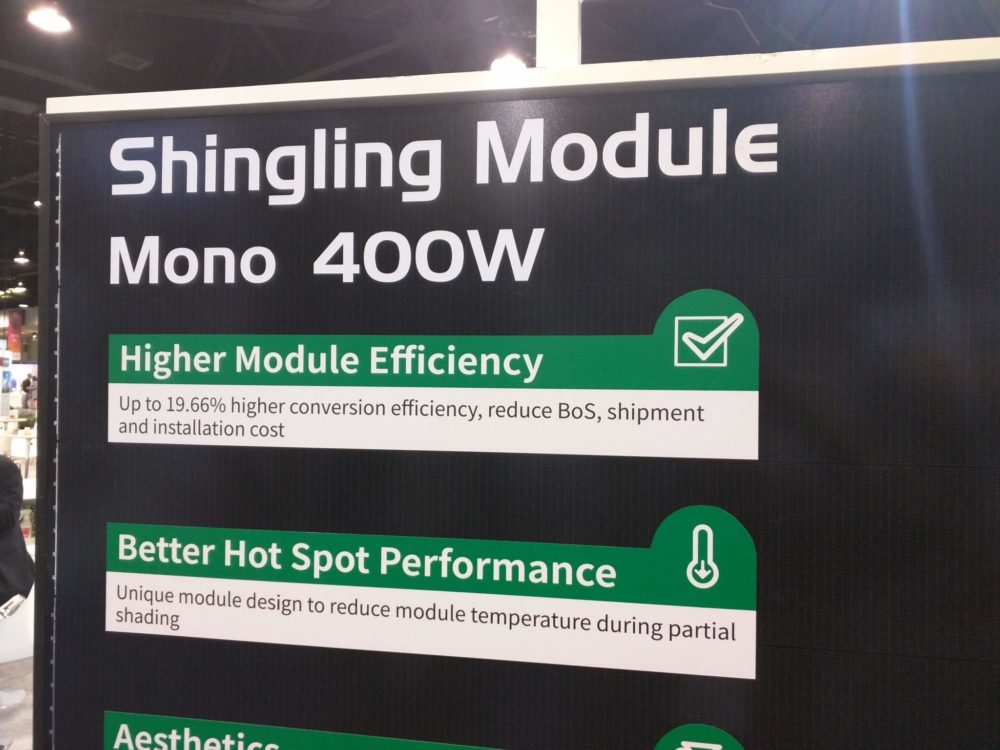 Shingling Module
Mono 400W
Higher Module Efficiency
Up to 19.66% higher conversion efficiency, reduce BoS, shipment
and installation cost
Better Hot Spot Performance
Unique module design to reduce module temperature during partial
shading
Aesthetics